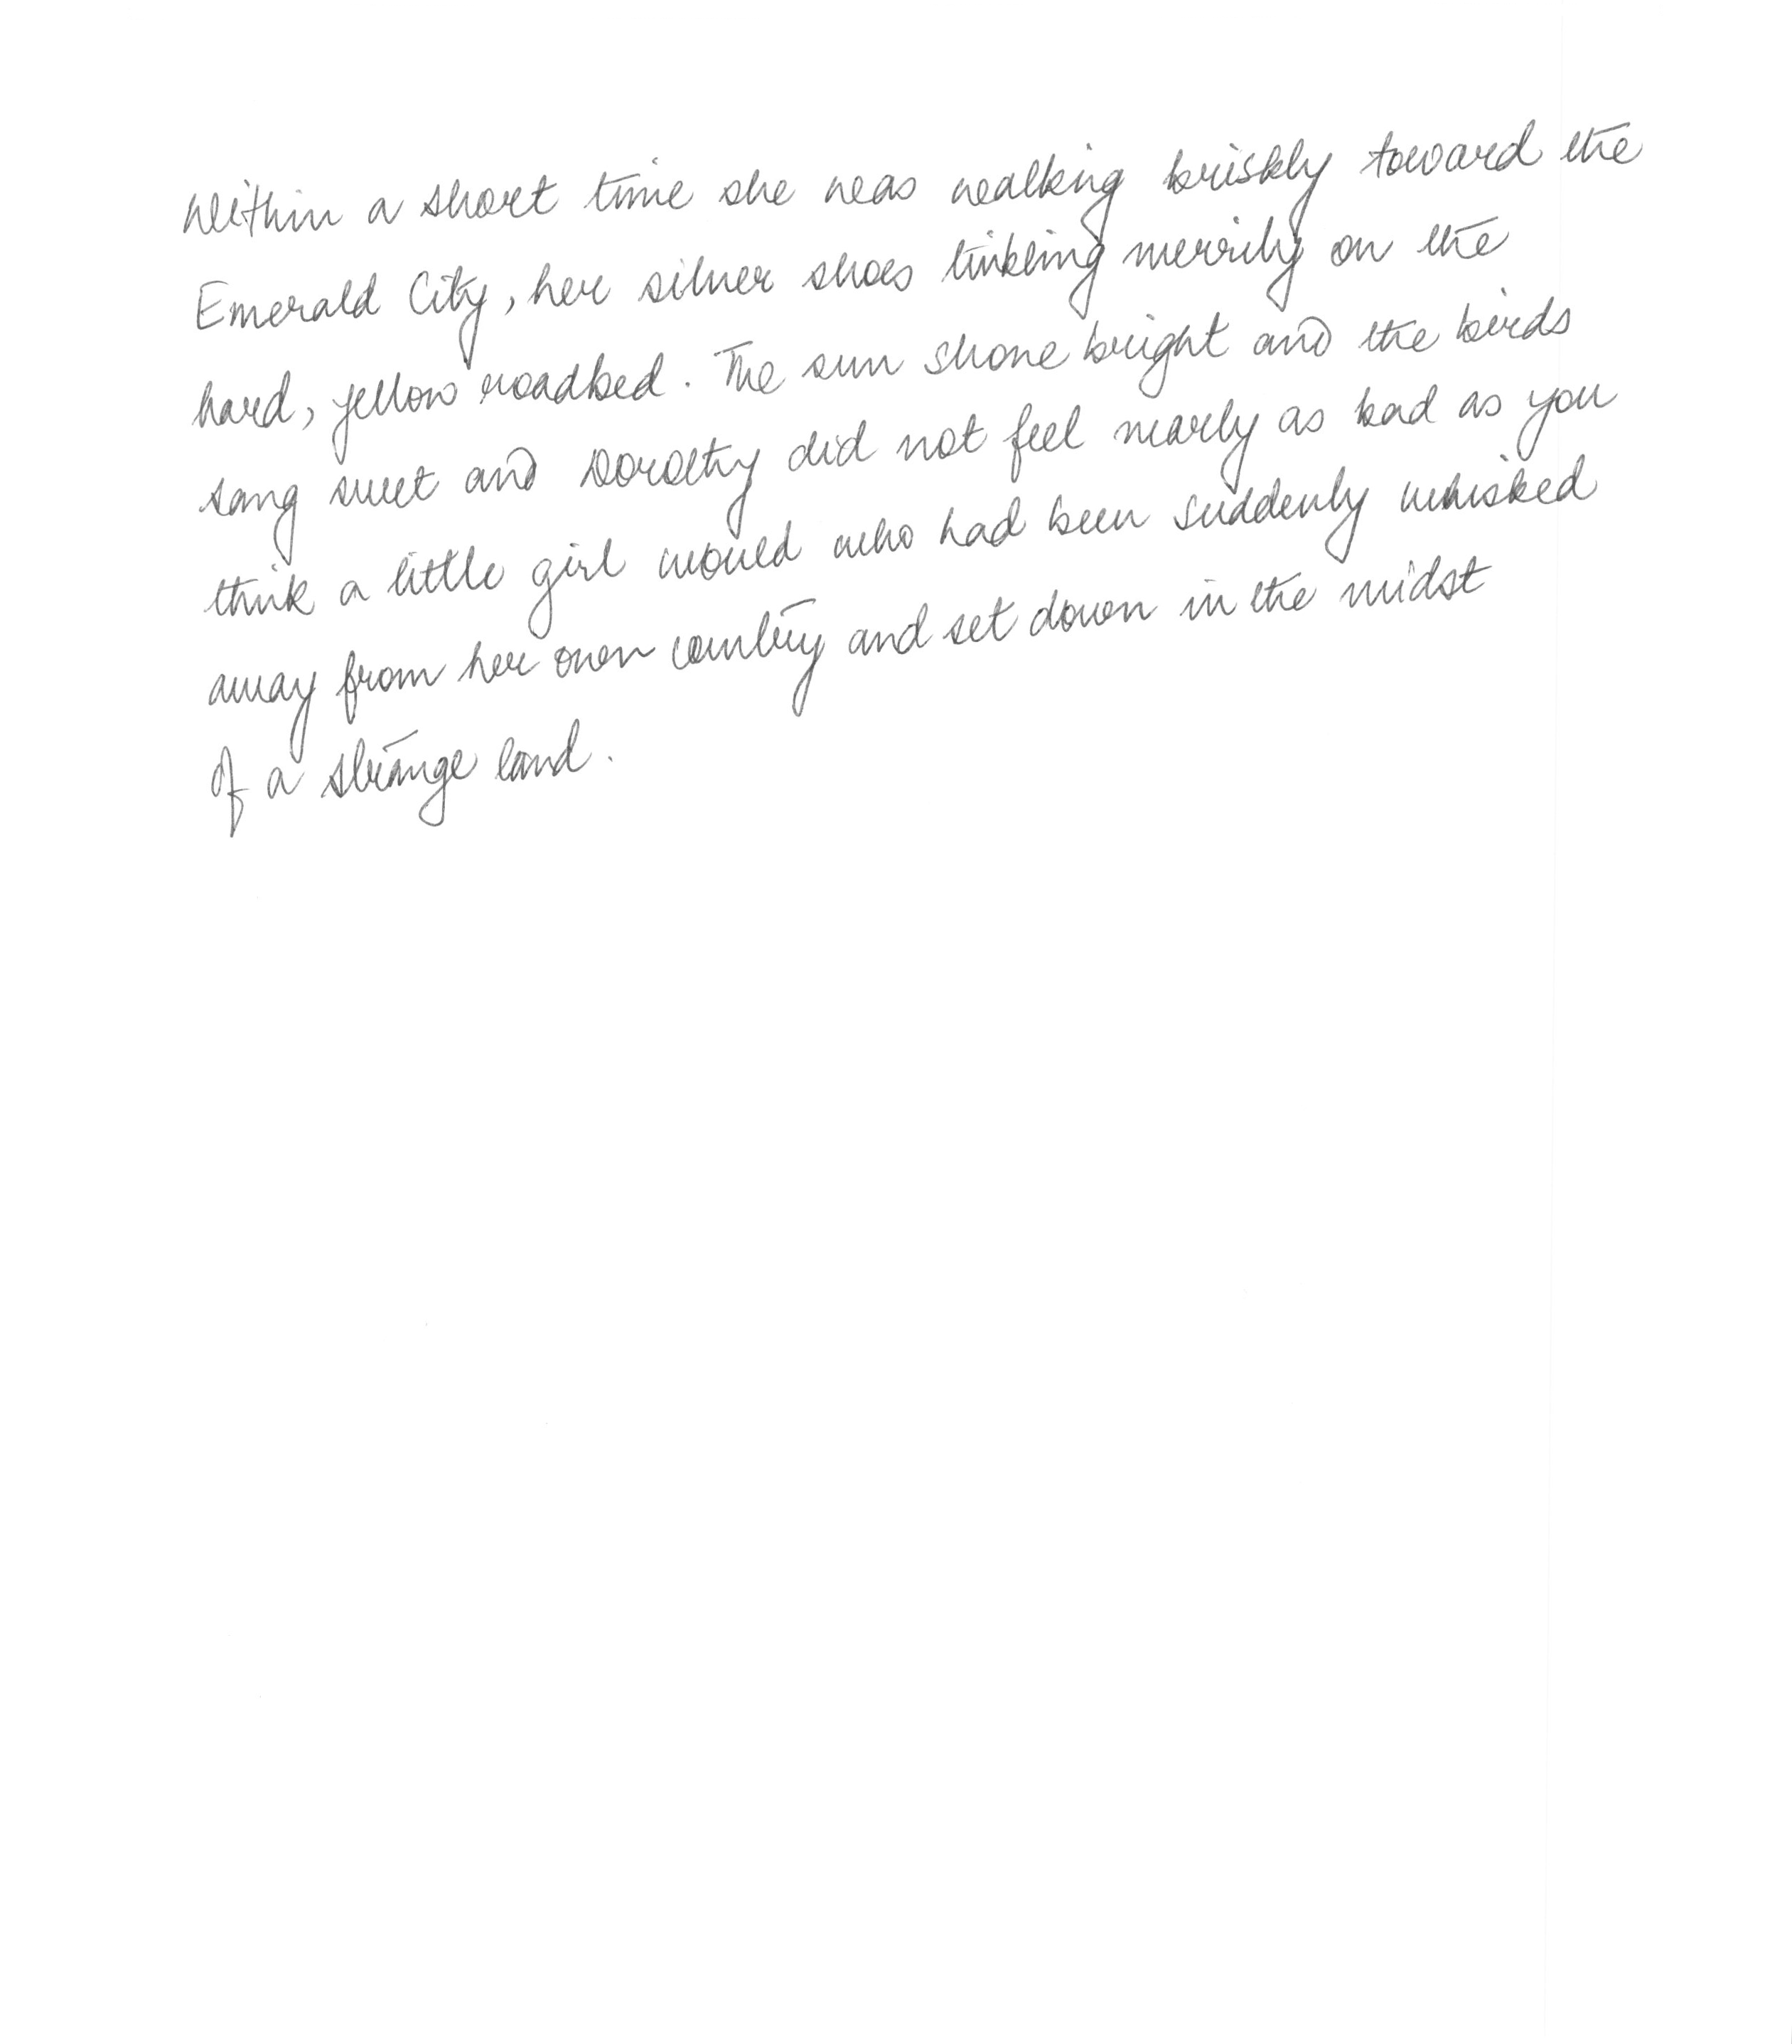 Within a short time she was walking briskly toward the
Emerald City, her silver shoes tinkling merrily on the
hard, yellow roadbed. The sun shone bright and the birds
sang sweet and Dorothy did not feel nearly as bad as you
think a little girl would who had been suddenly whisked
away from her own country and set down in the midst
of a strange land.